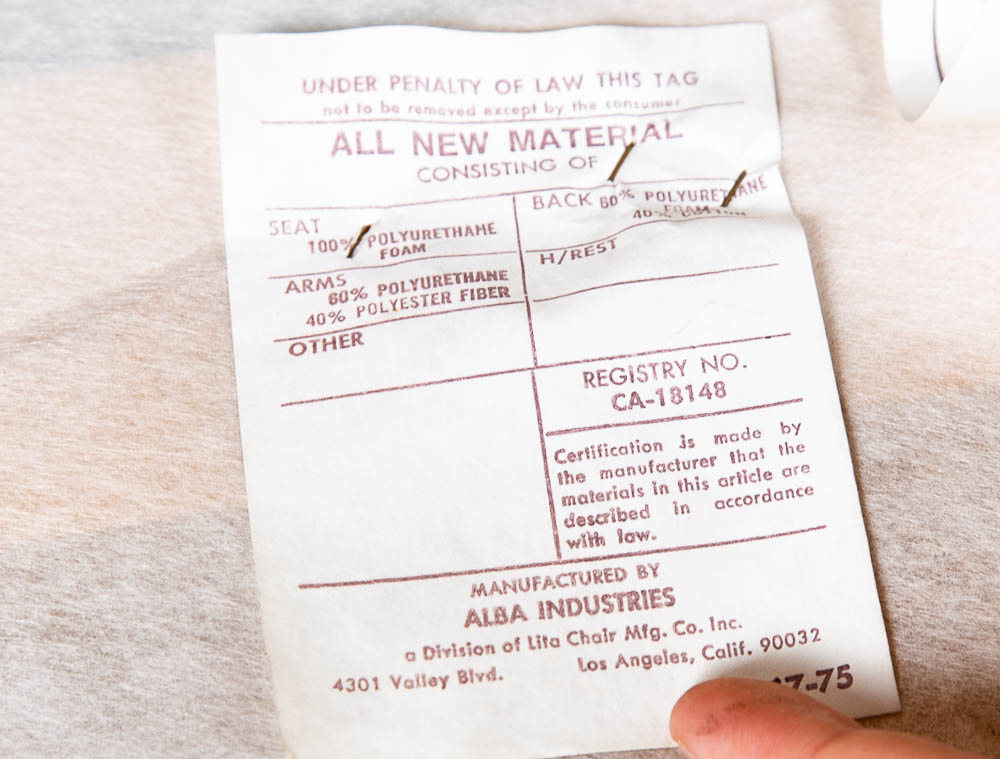 UNDER PENALTY OF LAW THIS TAG
not to be removed except by the consumer
ALL NEW MATERIAL
CONSISTING OF
SEAT
100% POLYURETHANE
FOAM
BACK 60% POLYURETHANE
40%
ARMS
60% POLYURETHANE
40% POLYESTER FIBER
H/REST
OTHER
REGISTRY NO.
CA-18148
Certification is made by
the manufacturer that the
materials in this article are
described in accordance
with law.
MANUFACTURED BY
ALBA INDUSTRIES
a Division of Lita Chair Mfg. Co. Inc.
4301 Valley Blvd. Los Angeles, Calif. 90032
7-75